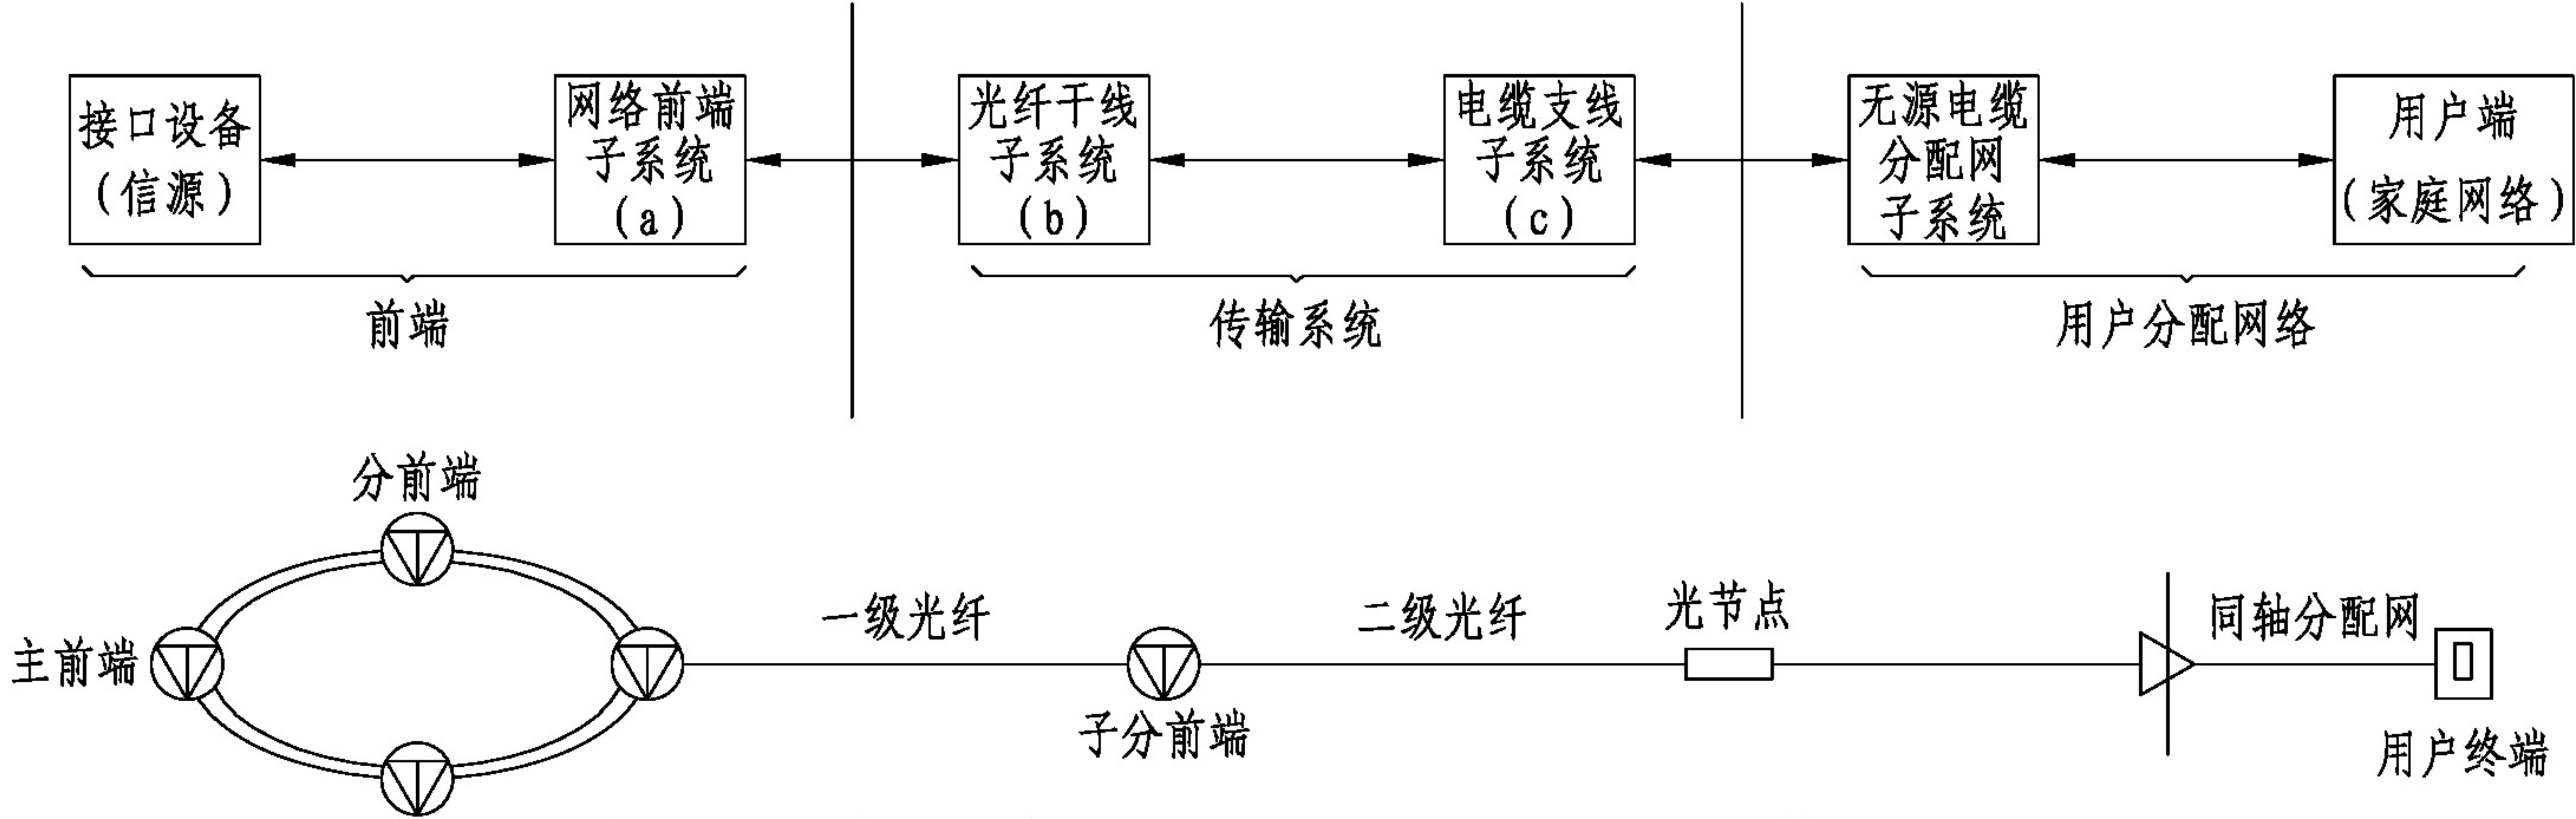 接口设备
(信源)
网络前端
子系统
(a)
光纤干线
子系统
(b)
电缆支线
子系统
(c)
无源电缆
分配网
子系统
用户端
(家庭网络)
前端
传输系统
用户分配网络
分前端
主前端
一级光纤
子分前端
二级光纤
光节点
同轴分配网
用户终端